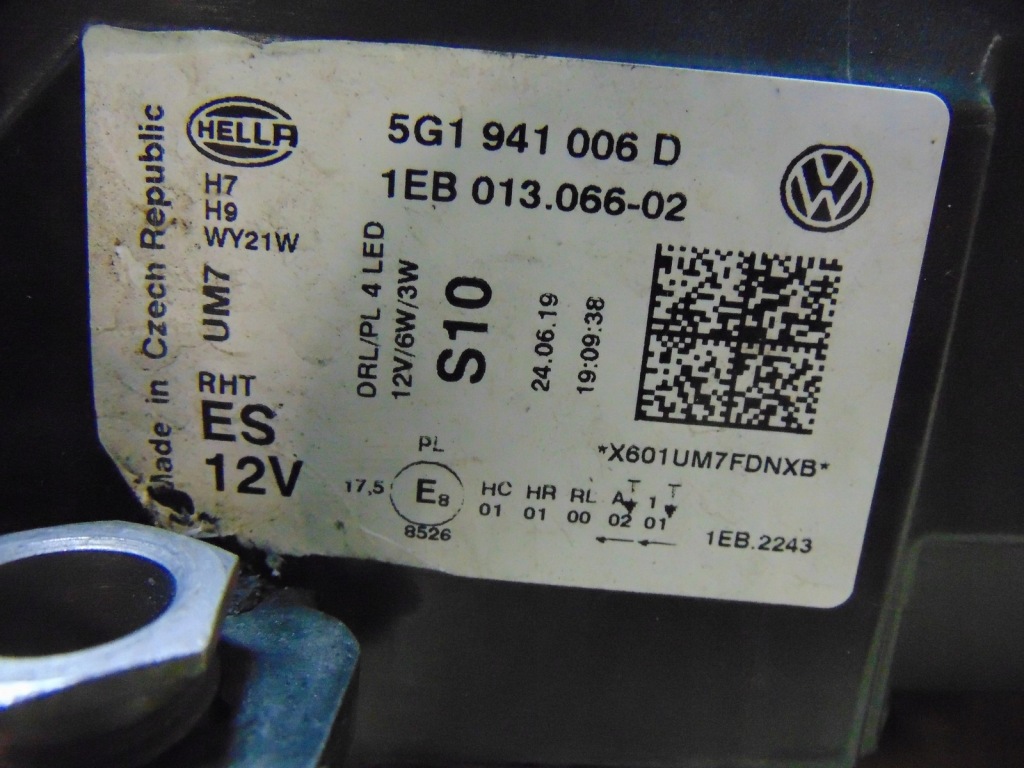 Made in Czech Republic
HELLA
5G1 941 006 D
1EB 013.066-02
H7
H9
WY21W
UM7
RHT
ES
12V
DRL/PL 4 LED
12V/6W/3W
S10
24.06.19
19:09:38
*X601UM7FDNXB*
PL
17,5 E8 HC HR RL A T 1 T
01 01 00 02 01
8526
1EB.2243